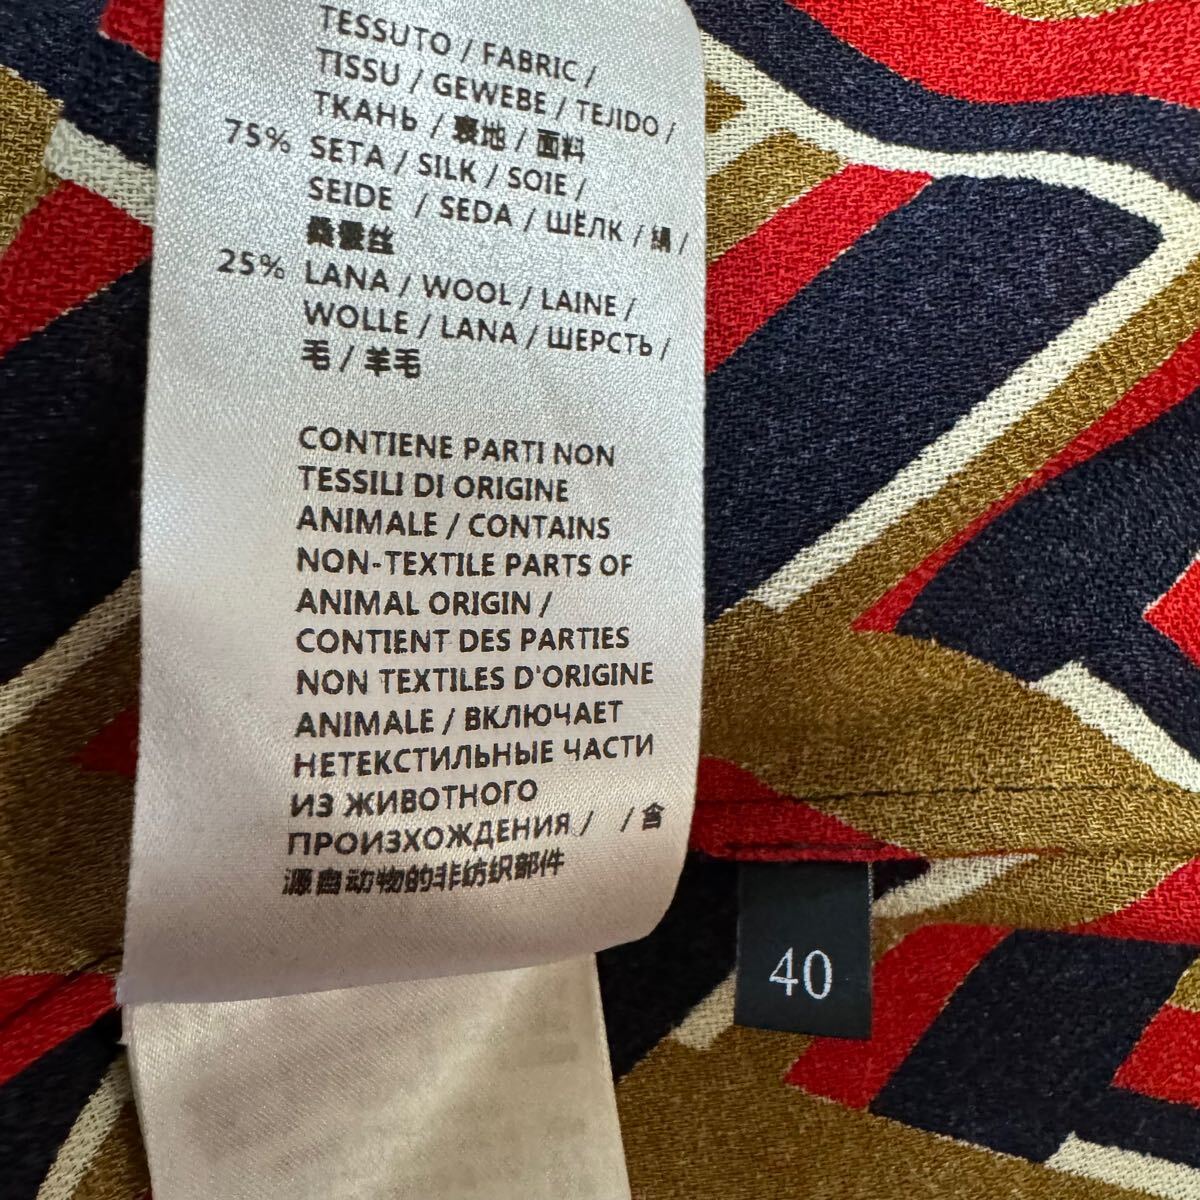 TESSUTO / FABRIC /
TISSU / GEWEBE / TEJIDO /
ТКАНЬ / 表地 / 面料
75% SETA / SILK / SOIE /
SEIDE / SEDA / ШЁЛК / 絹 /
桑蚕丝
25% LANA / WOOL / LAINE /
WOLLE / LANA / ШЕРСТЬ /
毛 / 羊毛
CONTIENE PARTI NON
TESSILI DI ORIGINE
ANIMALE / CONTAINS
NON-TEXTILE PARTS OF
ANIMAL ORIGIN /
CONTIENT DES PARTIES
NON TEXTILES D'ORIGINE
ANIMALE / ВКЛЮЧАЕТ
НЕТЕКСТИЛЬНЫЕ ЧАСТИ
ИЗ ЖИВОТНОГО
ПРОИЗХОЖДЕНИЯ / / 含
源自动物的非纺织部件
40